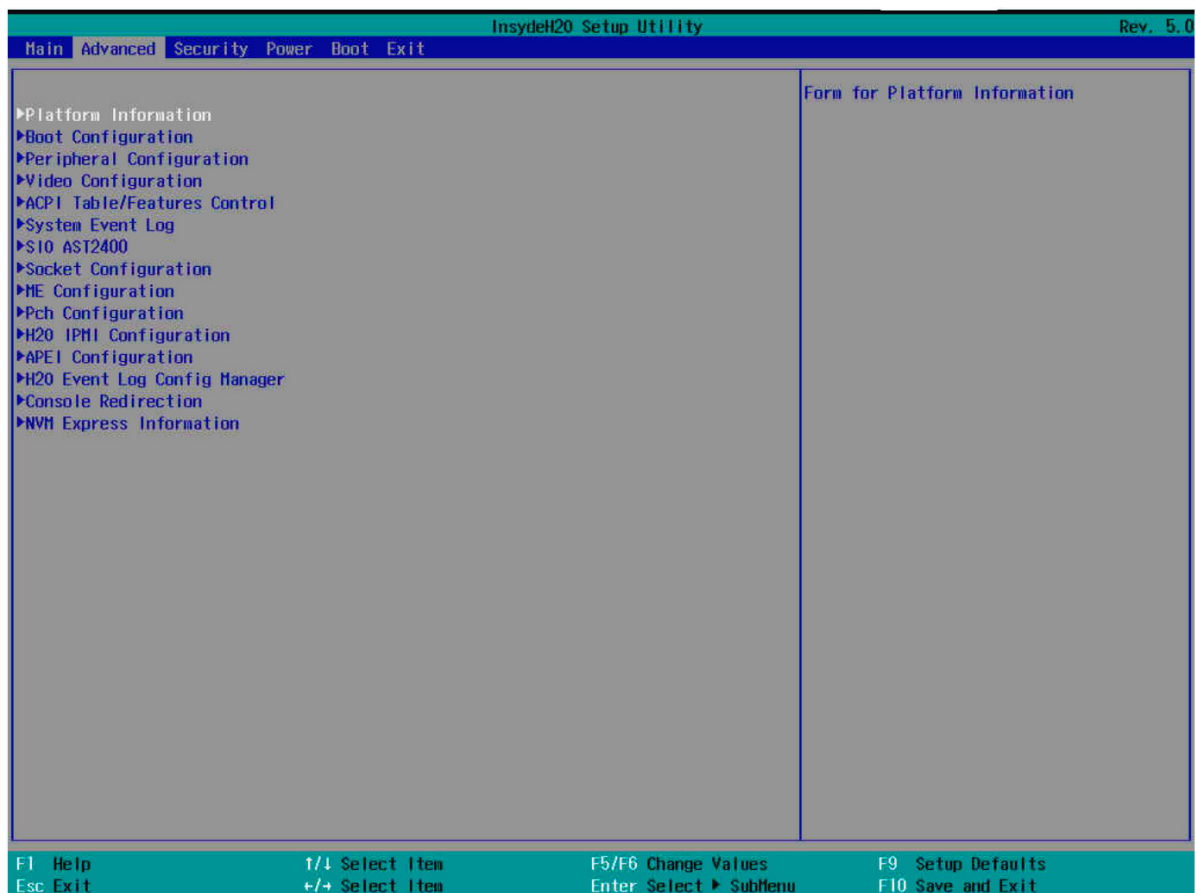 InsydeH20 Setup Utility Rev. 5.0
Main Advanced Security Power Boot Exit
Form for Platform Information
▶Platform Information
▶Boot Configuration
▶Peripheral Configuration
▶Video Configuration
▶ACPI Table/Features Control
▶System Event Log
▶SIO AST2400
▶Socket Configuration
▶ME Configuration
▶Pch Configuration
▶H20 IPMI Configuration
▶APEI Configuration
▶H20 Event Log Config Manager
▶Console Redirection
▶NVM Express Information
F1 Help ↑/↓ Select Item F5/F6 Change Values F9 Setup Defaults
Esc Exit ←/→ Select Item Enter Select ▶ SubMenu F10 Save and Exit